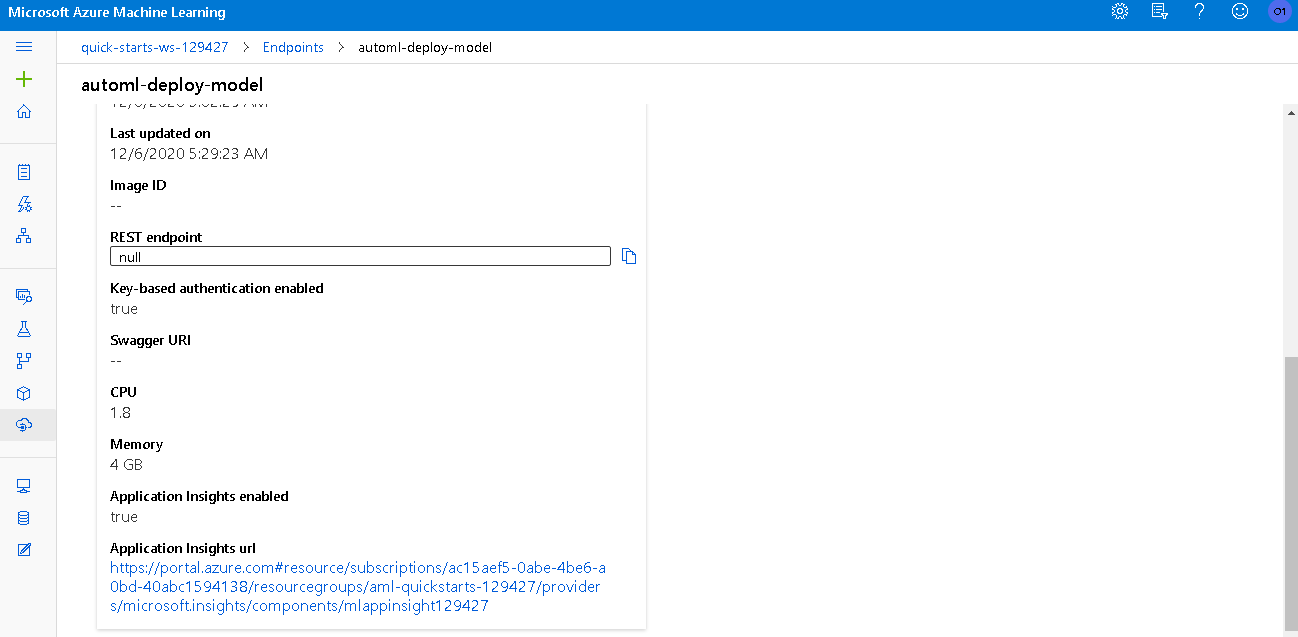 Microsoft Azure Machine Learning
?
O1
quick-starts-ws-129427 > Endpoints > automl-deploy-model
automl-deploy-model
Last updated on
12/6/2020 5:29:23 AM
Image ID
--
REST endpoint
null
Key-based authentication enabled
true
Swagger URI
--
CPU
1.8
Memory
4 GB
Application Insights enabled
true
Application Insights url
https://portal.azure.com#resource/subscriptions/ac15aef5-0abe-4be6-a
0bd-40abc1594138/resourcegroups/aml-quickstarts-129427/provider
s/microsoft.insights/components/mlappinsight129427